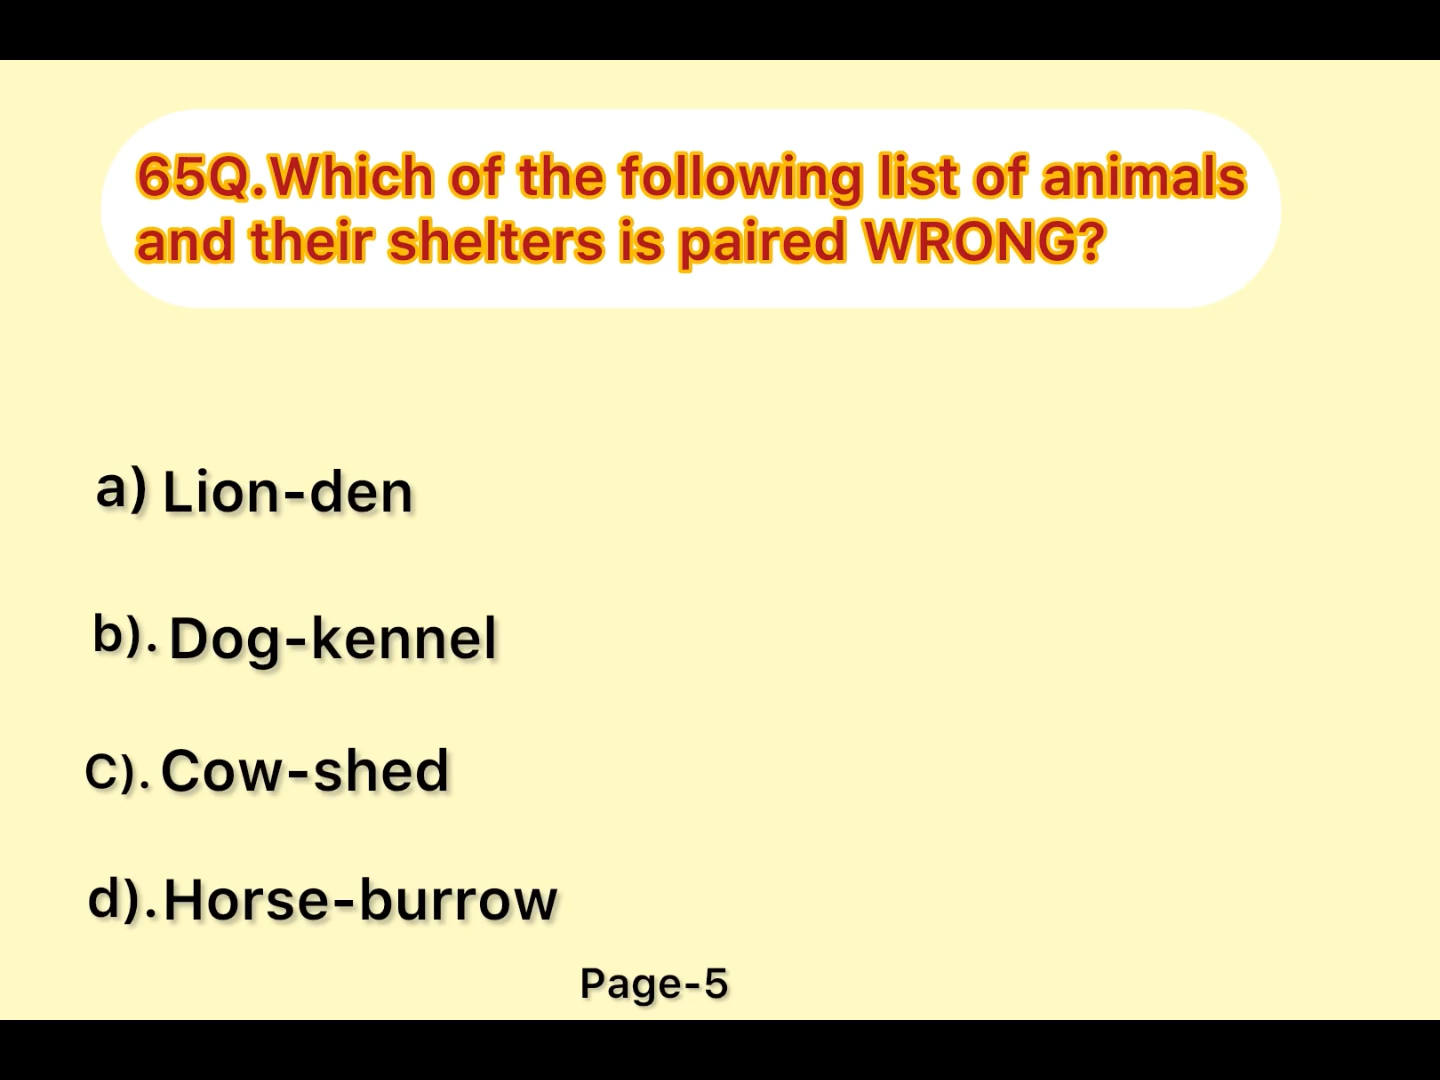 65Q.Which of the following list of animals
and their shelters is paired WRONG?
a) Lion-den
b). Dog-kennel
C). Cow-shed
d). Horse-burrow
Page-5